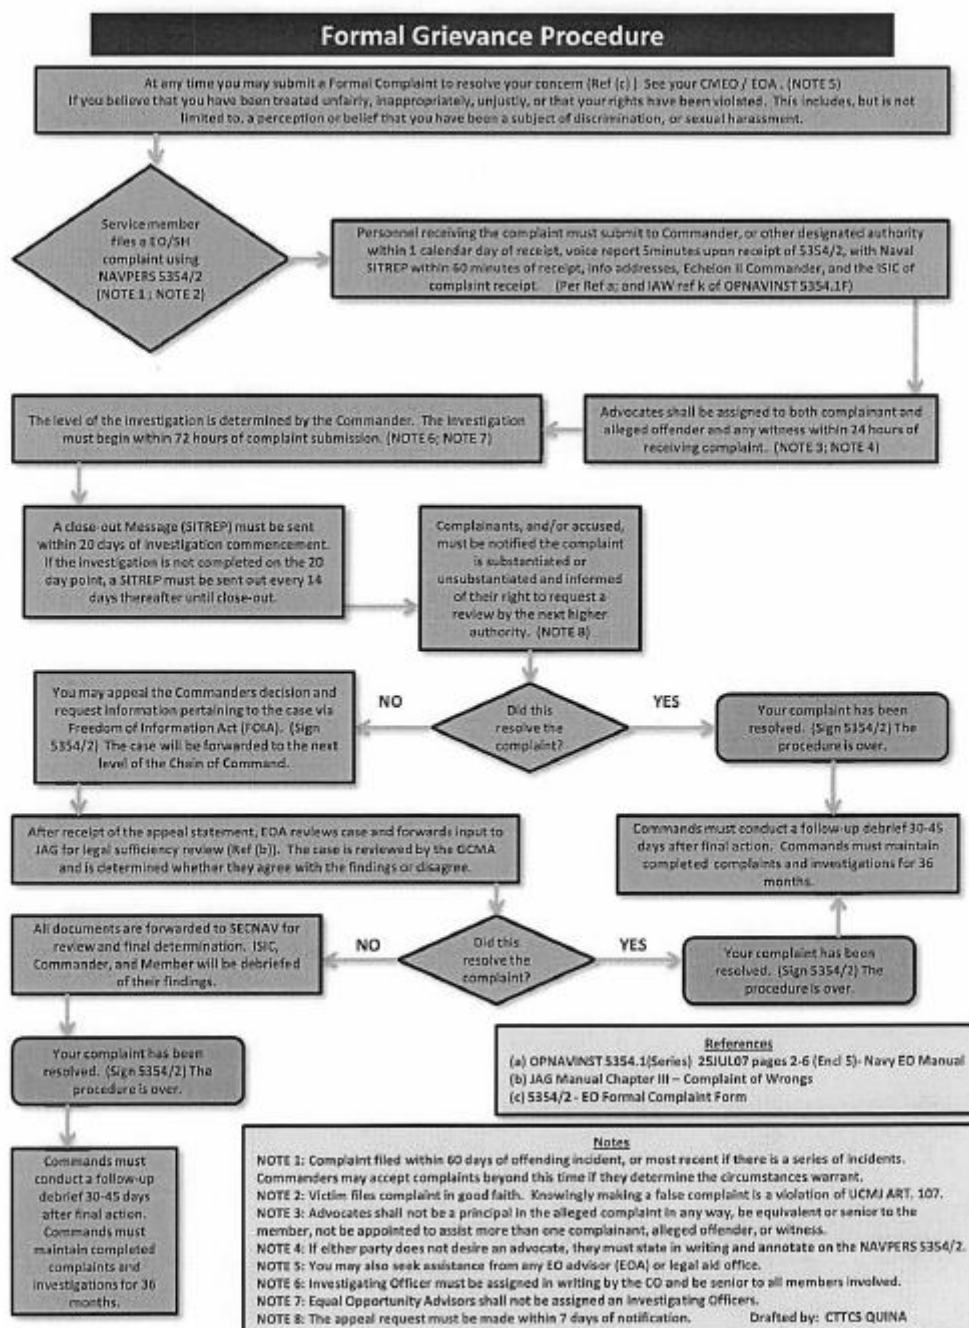 Formal Grievance Procedure
At any time you may submit a Formal Complaint to resolve your concern (Ref (c) ) See your CMEO / EOA . (NOTE 5)
If you believe that you have been treated unfairly, inappropriately, unjustly, or that your rights have been violated. This includes, but is not
limited to, a perception or belief that you have been a subject of discrimination, or sexual harassment.
Service member
files a EO/SH
complaint using
NAVPERS 5354/2
(NOTE 1 ; NOTE 2)
Personnel receiving the complaint must submit to Commander, or other designated authority
within 1 calendar day of receipt, voice report 5minutes upon receipt of 5354/2, with Naval
SITREP within 60 minutes of receipt, info addresses, Echelon II Commander, and the ISIC of
complaint receipt. (Per Ref a; and IAW ref k of OPNAVINST 5354.1F)
The level of the investigation is determined by the Commander. The Investigation
must begin within 72 hours of complaint submission. (NOTE 6; NOTE 7)
Advocates shall be assigned to both complainant and
alleged offender and any witness within 24 hours of
receiving complaint. (NOTE 3; NOTE 4)
A close-out Message (SITREP) must be sent
within 20 days of investigation commencement.
If the investigation is not completed on the 20
day point, a SITREP must be sent out every 14
days thereafter until close-out.
Complainants, and/or accused,
must be notified the complaint
is substantiated or
unsubstantiated and informed
of their right to request a
review by the next higher
authority. (NOTE 8)
You may appeal the Commanders decision and
request information pertaining to the case via
Freedom of Information Act (FOIA). (Sign
5354/2) The case will be forwarded to the next
level of the Chain of Command.
NO
Did this
resolve the
complaint?
YES
Your complaint has been
resolved. (Sign 5354/2) The
procedure is over.
After receipt of the appeal statement, EOA reviews case and forwards input to
JAG for legal sufficiency review (Ref (b)). The case is reviewed by the GCMA
and is determined whether they agree with the findings or disagree.
Commands must conduct a follow-up debrief 30-45
days after final action. Commands must maintain
completed complaints and investigations for 36
months.
All documents are forwarded to SECNAV for
review and final determination. ISIC,
Commander, and Member will be debriefed
of their findings.
NO
Did this
resolve the
complaint?
YES
Your complaint has been
resolved. (Sign 5354/2) The
procedure is over.
Your complaint has been
resolved. (Sign 5354/2) The
procedure is over.
References
(a) OPNAVINST 5354.1(Series) 25JUL07 pages 2-6 (Encl 5)- Navy EO Manual
(b) JAG Manual Chapter III – Complaint of Wrongs
(c) 5354/2 - EO Formal Complaint Form
Commands must
conduct a follow-up
debrief 30-45 days
after final action.
Commands must
maintain completed
complaints and
investigations for 36
months.
Notes
NOTE 1: Complaint filed within 60 days of offending incident, or most recent if there is a series of incidents.
Commanders may accept complaints beyond this time if they determine the circumstances warrant.
NOTE 2: Victim files complaint in good faith. Knowingly making a false complaint is a violation of UCMJ ART. 107.
NOTE 3: Advocates shall not be a principal in the alleged complaint in any way, be equivalent or senior to the
member, not be appointed to assist more than one complainant, alleged offender, or witness.
NOTE 4: If either party does not desire an advocate, they must state in writing and annotate on the NAVPERS 5354/2.
NOTE 5: You may also seek assistance from any EO advisor (EOA) or legal aid office.
NOTE 6: Investigating Officer must be assigned in writing by the CO and be senior to all members involved.
NOTE 7: Equal Opportunity Advisors shall not be assigned an Investigating Officers.
NOTE 8: The appeal request must be made within 7 days of notification. Drafted by: CTTCS QUINA